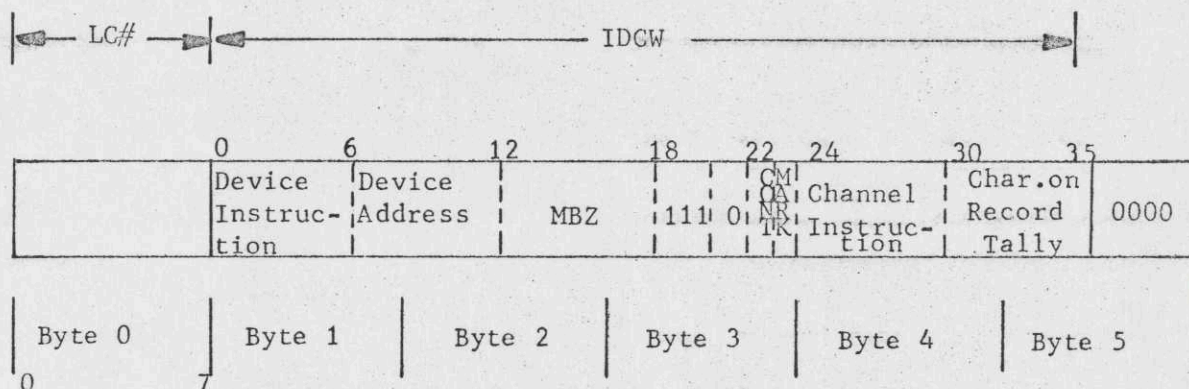 LC# IDCW
0 6 12 18 22 24 30 35
Device Device C M Channel Char.on
Instruc- Address MBZ 111 0 O A Instruc- Record 0000
tion N R tion Tally
T K
Byte 0 Byte 1 Byte 2 Byte 3 Byte 4 Byte 5
0 7